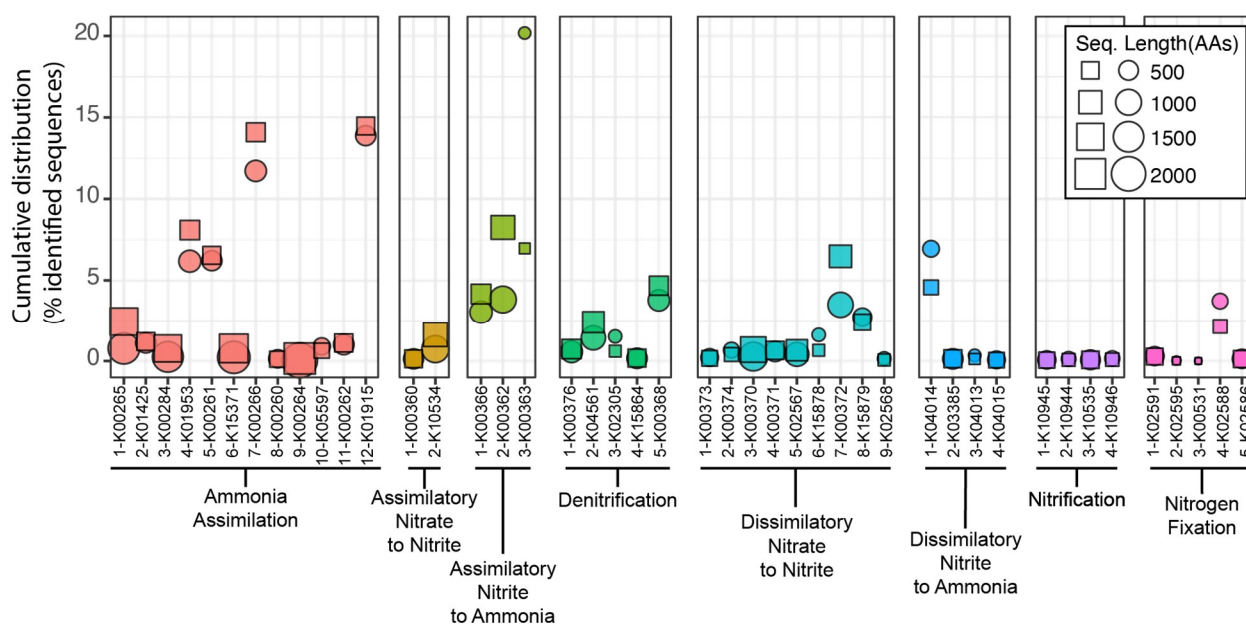 Cumulative distribution
(% identified sequences)
20
15
10
5
0
Seq. Length(AAs)
500
1000
1500
2000
1-K00265
2-K01425
3-K00284
4-K01953
5-K00261
6-K15371
7-K00266
8-K00260
9-K00264
10-K05597
11-K00262
12-K01915
1-K00360
2-K10534
1-K00366
2-K00362
3-K00363
1-K00376
2-K04561
3-K02305
4-K15864
5-K00368
1-K00373
2-K00374
3-K00370
4-K00371
5-K02567
6-K15878
7-K00372
8-K15879
9-K02568
1-K04014
2-K03385
3-K04013
4-K04015
1-K10945
2-K10944
3-K10535
4-K10946
1-K02591
2-K02595
3-K00531
4-K02588
5-K02586
Ammonia
Assimilation
Assimilatory
Nitrate
to Nitrite
Assimilatory
Nitrite
to Ammonia
Denitrification
Dissimilatory
Nitrate
to Nitrite
Dissimilatory
Nitrite
to Ammonia
Nitrification
Nitrogen
Fixation